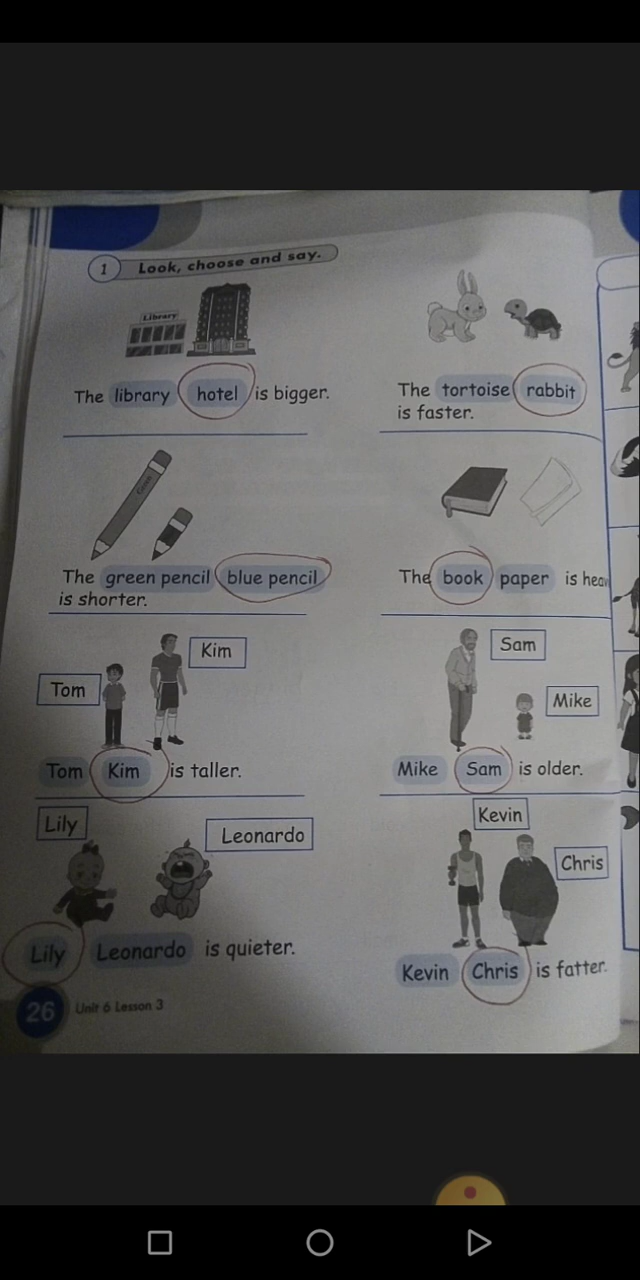 1 Look, choose and say.
Library
The library hotel is bigger.
The tortoise rabbit
is faster.
The green pencil blue pencil
is shorter.
The book paper is heav
Kim
Tom
Tom Kim is taller.
Sam
Mike
Mike Sam is older.
Lily
Leonardo
Lily Leonardo is quieter.
Kevin
Chris
Kevin Chris is fatter.
26 Unit 6 Lesson 3